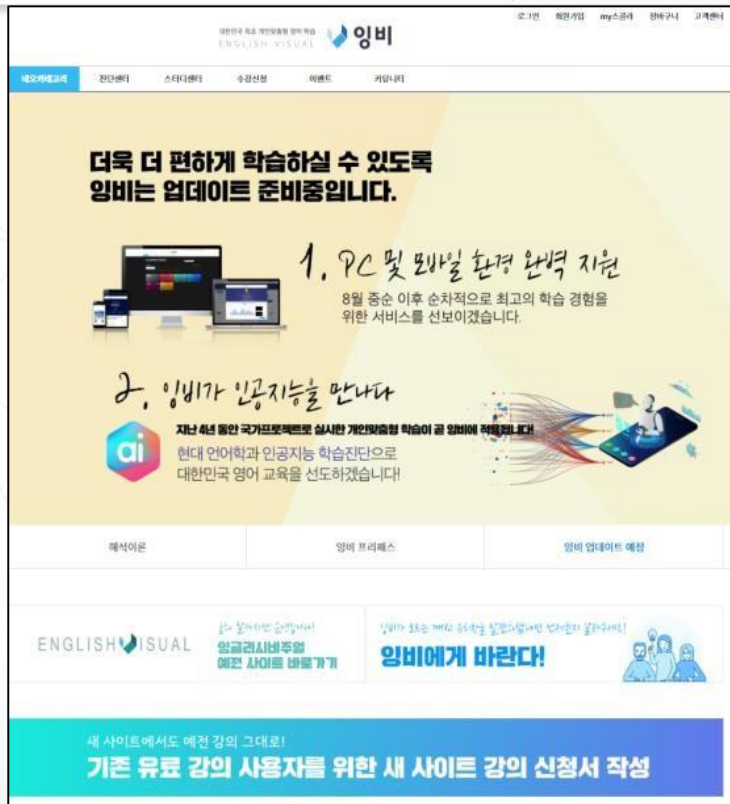 로그인 회원가입 my스콜라 장바구니 고객센터
대한민국 최초 개인맞춤형 영어 학습
ENGLISH VISUAL
잉비
네오카테고리 진단센터 스터디센터 수강신청 이벤트 커뮤니티
더욱 더 편하게 학습하실 수 있도록
잉비는 업데이트 준비중입니다.
1. PC 및 모바일 환경 완벽 지원
8월 중순 이후 순차적으로 최고의 학습 경험을
위한 서비스를 선보이겠습니다.
2. 잉비가 인공지능을 만나다
지난 4년 동안 국가프로젝트로 실시한 개인맞춤형 학습이 곧 잉비에 적용됩니다!
ai
현대 언어학과 인공지능 학습진단으로
대한민국 영어 교육을 선도하겠습니다!
해석이론 잉비 프리패스 잉비 업데이트 예정
ENGLISH VISUAL
잉글리시비주얼
예전 사이트 바로가기
잉비에게 바란다!
새 사이트에서도 예전 강의 그대로!
기존 유료 강의 사용자를 위한 새 사이트 강의 신청서 작성